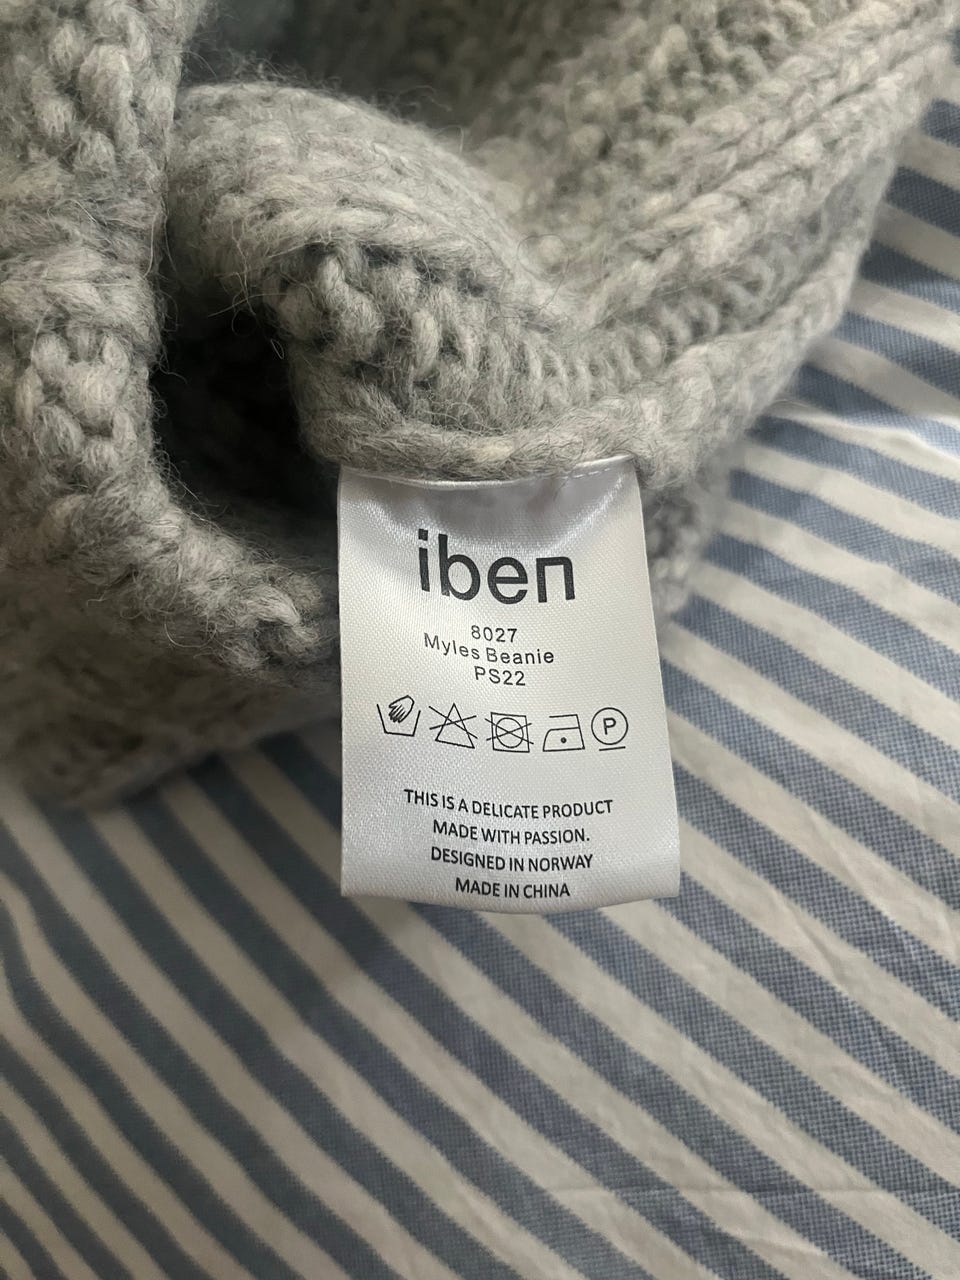 iben
8027
Myles Beanie
PS22
P
THIS IS A DELICATE PRODUCT
MADE WITH PASSION.
DESIGNED IN NORWAY
MADE IN CHINA